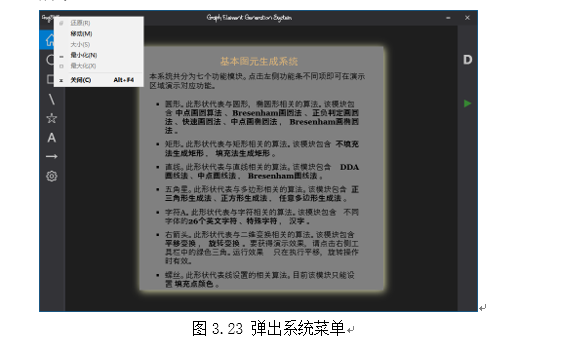 Graph Element Generation System
还原(R)
移动(M)
大小(S)
最小化(N)
最大化(X)
关闭(C) Alt+F4
A
D
基本图元生成系统
本系统共分为七个功能模块。点击左侧功能条不同项即可在演示
区域演示对应功能。
圆形。此形状代表与圆形，椭圆形相关的算法。该模块包
含 中点画圆算法 、Bresenham画圆法 、正负判定画圆
法 、快速画圆法 、中点画椭圆法 、 Bresenham画椭圆
法 。
矩形。此形状代表与矩形相关的算法。该模块包含 不填充
法生成矩形 、 填充法生成矩形 。
直线。此形状代表与直线相关的算法。该模块包含 DDA
画线法 、中点画线法 、 Bresenham画线法 。
五角星。此形状代表与多边形相关的算法。该模块包含 正
三角形生成法 、正方形生成法 、 任意多边形生成法 。
字符A。此形状代表与字符相关的算法。该模块包含 不同
字体的26个英文字符 、特殊字符 、 汉字 。
右箭头。此形状代表与二维变换相关的算法。该模块包含
平移变换 、 旋转变换 。要获得演示效果，请点击右侧工
具栏中的绿色三角。运行效果 只在执行平移，旋转操作
时有效。
螺丝。此形状代表设置的相关算法。目前该模块只能设
置 填充点颜色 。
图 3.23 弹出系统菜单